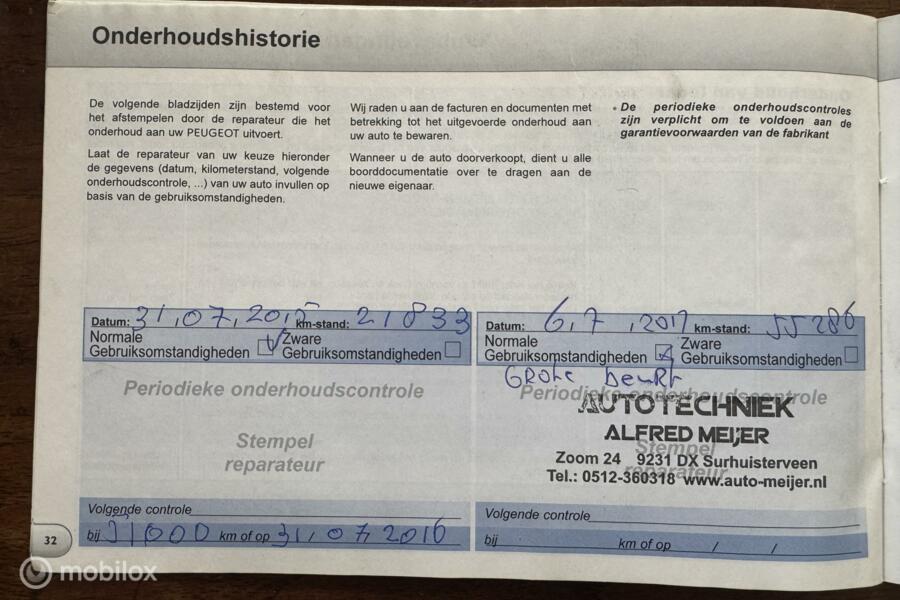 Onderhoudshistorie
De volgende bladzijden zijn bestemd voor
het afstempelen door de reparateur die het
onderhoud aan uw PEUGEOT uitvoert.
Laat de reparateur van uw keuze hieronder
de gegevens (datum, kilometerstand, volgende
onderhoudscontrole, ...) van uw auto invullen op
basis van de gebruiksomstandigheden.
Wij raden u aan de facturen en documenten met
betrekking tot het uitgevoerde onderhoud aan
uw auto te bewaren.
Wanneer u de auto doorverkoopt, dient u alle
boorddocumentatie over te dragen aan de
nieuwe eigenaar.
• De periodieke onderhoudscontroles
zijn verplicht om te voldoen aan de
garantievoorwaarden van de fabrikant
Datum: 31,07,2015 km-stand: 21833
Normale Zware
Gebruiksomstandigheden Gebruiksomstandigheden
Periodieke onderhoudscontrole
Stempel
reparateur
Volgende controle
bij 51000 km of op 31,07,2016
Datum: 6,7,2017 km-stand: 55286
Normale Zware
Gebruiksomstandigheden Gebruiksomstandigheden
GROTE BEURT
Periodieke onderhoudscontrole
AUTOTECHNIEK
ALFRED MEIJER
Stempel
Zoom 24 9231 DX Surhuisterveen
reparateur
Tel.: 0512-360318 www.auto-meijer.nl
Volgende controle
bij km of op / /
32
mobilox